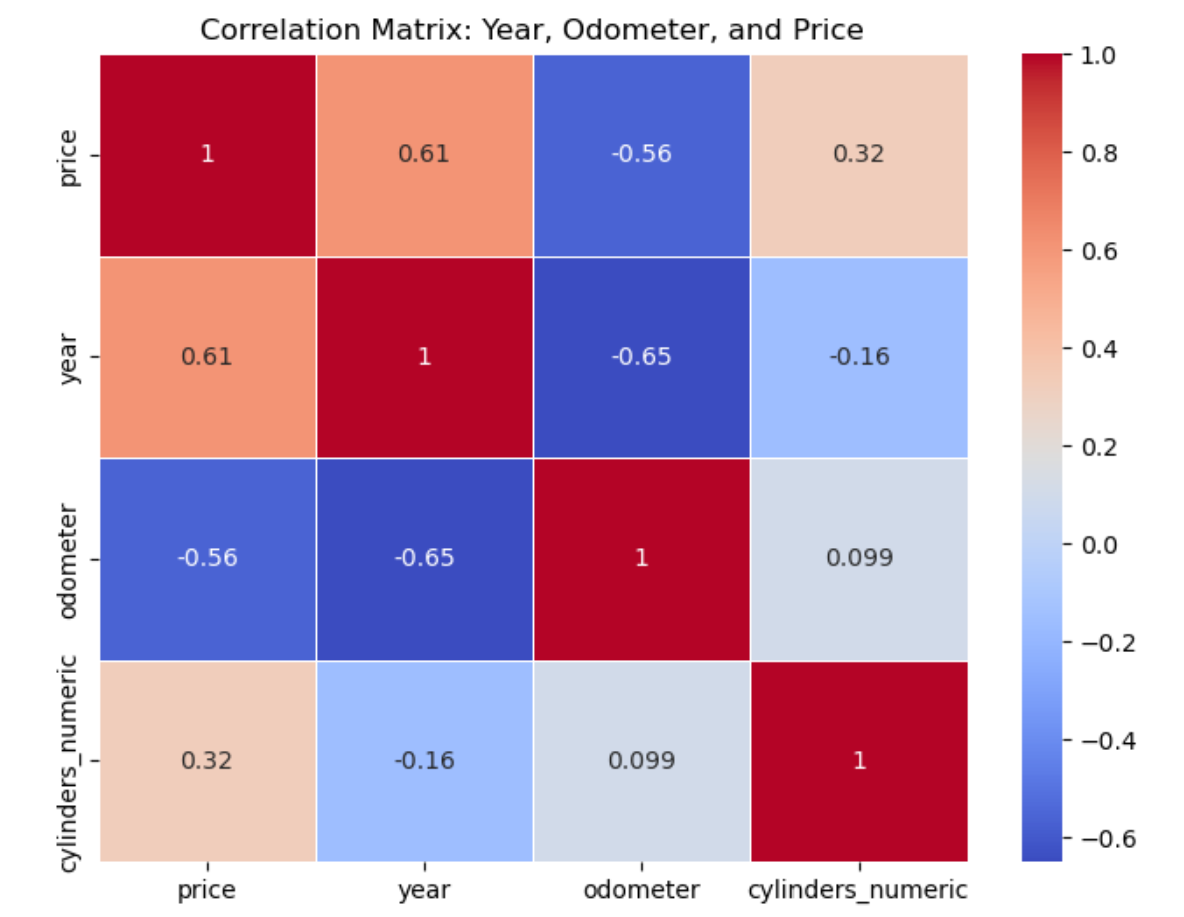 Correlation Matrix: Year, Odometer, and Price
price 1 0.61 -0.56 0.32
year 0.61 1 -0.65 -0.16
odometer -0.56 -0.65 1 0.099
cylinders_numeric 0.32 -0.16 0.099 1
price year odometer cylinders_numeric
1.0
0.8
0.6
0.4
0.2
0.0
−0.2
−0.4
−0.6